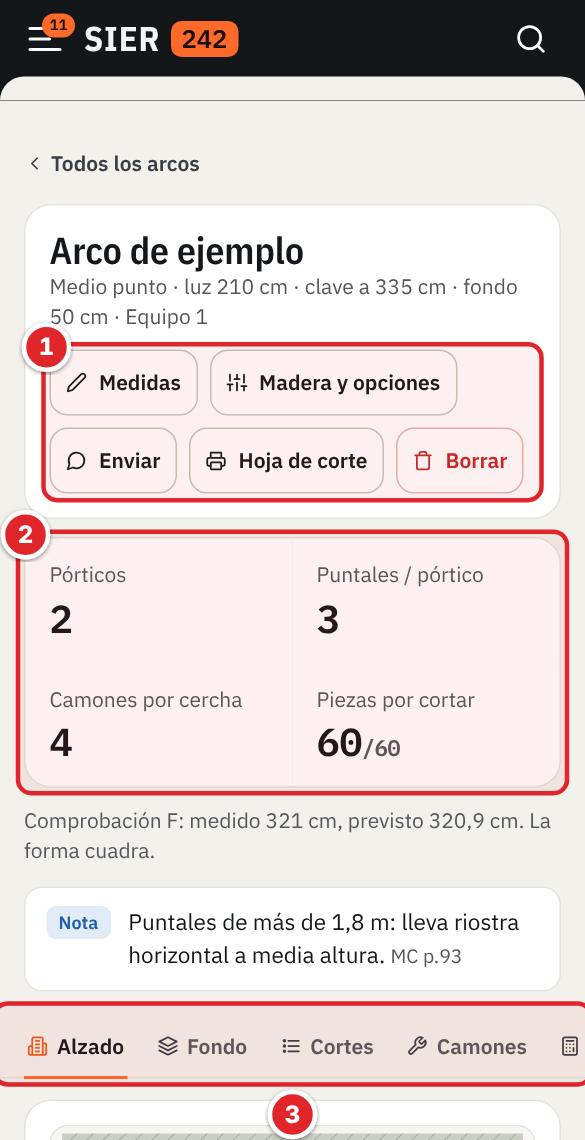 11
SIER 242
Todos los arcos
Arco de ejemplo
Medio punto · luz 210 cm · clave a 335 cm · fondo
50 cm · Equipo 1
1
Medidas Madera y opciones
Enviar Hoja de corte Borrar
2
Pórticos Puntales / pórtico
2 3
Camones por cercha Piezas por cortar
4 60/60
Comprobación F: medido 321 cm, previsto 320,9 cm. La
forma cuadra.
Nota Puntales de más de 1,8 m: lleva riostra
horizontal a media altura. MC p.93
Alzado Fondo Cortes Camones
3